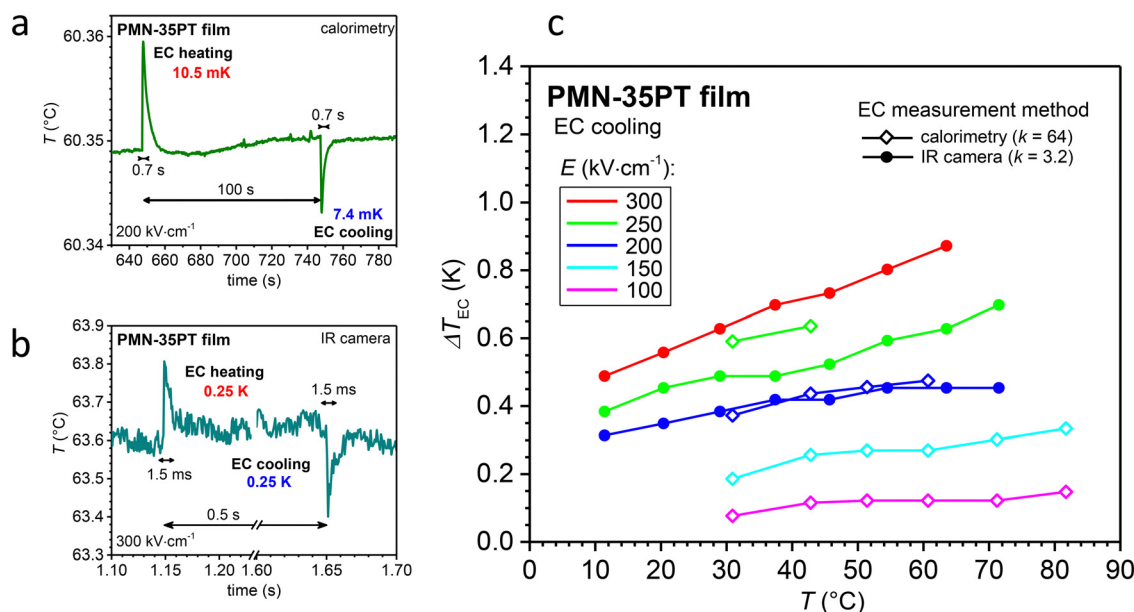 a
PMN-35PT film
calorimetry
EC heating
10.5 mK
0.7 s
0.7 s
100 s
7.4 mK
EC cooling
200 kV·cm⁻¹
60.36
60.35
60.34
T (°C)
640 660 680 700 720 740 760 780
time (s)
b
PMN-35PT film
IR camera
EC heating
0.25 K
1.5 ms
1.5 ms
EC cooling
0.25 K
0.5 s
300 kV·cm⁻¹
63.9
63.8
63.7
63.6
63.5
63.4
63.3
T (°C)
1.10 1.15 1.20 1.60 1.65 1.70
time (s)
c
PMN-35PT film
EC cooling
EC measurement method
calorimetry (k = 64)
IR camera (k = 3.2)
E (kV·cm⁻¹):
300
250
200
150
100
1.4
1.2
1.0
0.8
0.6
0.4
0.2
0.0
ΔT_EC (K)
0 10 20 30 40 50 60 70 80 90
T (°C)